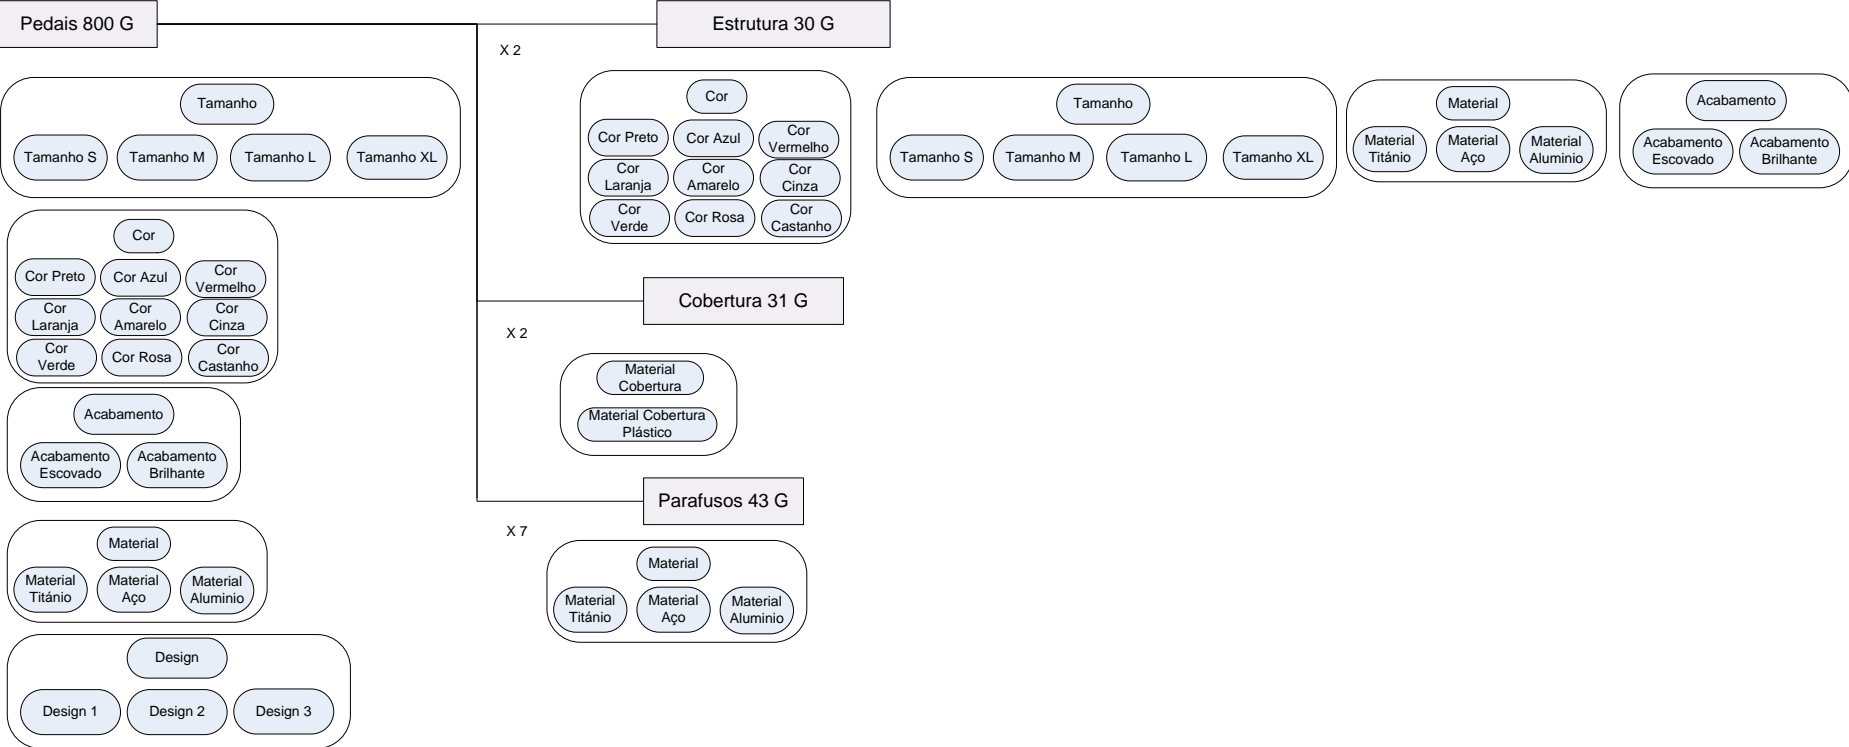 Pedais 800 G
Estrutura 30 G
X 2
Tamanho
Tamanho S
Tamanho M
Tamanho L
Tamanho XL
Cor
Cor Preto
Cor Azul
Cor
Vermelho
Cor
Laranja
Cor
Amarelo
Cor
Cinza
Cor
Verde
Cor Rosa
Cor
Castanho
Tamanho
Tamanho S
Tamanho M
Tamanho L
Tamanho XL
Material
Material
Titánio
Material
Aço
Material
Aluminio
Acabamento
Acabamento
Escovado
Acabamento
Brilhante
Cor
Cor Preto
Cor Azul
Cor
Vermelho
Cor
Laranja
Cor
Amarelo
Cor
Cinza
Cor
Verde
Cor Rosa
Cor
Castanho
Cobertura 31 G
X 2
Material
Cobertura
Material Cobertura
Plástico
Acabamento
Acabamento
Escovado
Acabamento
Brilhante
Parafusos 43 G
X 7
Material
Material
Titánio
Material
Aço
Material
Aluminio
Material
Material
Titánio
Material
Aço
Material
Aluminio
Design
Design 1
Design 2
Design 3